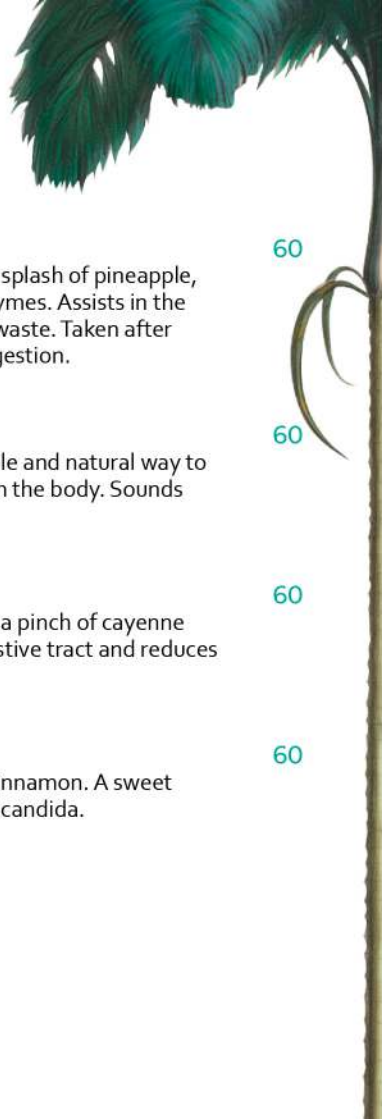 60
splash of pineapple,
ymes. Assists in the
waste. Taken after
gestion.
60
le and natural way to
n the body. Sounds
60
a pinch of cayenne
stive tract and reduces
60
nnamon. A sweet
candida.